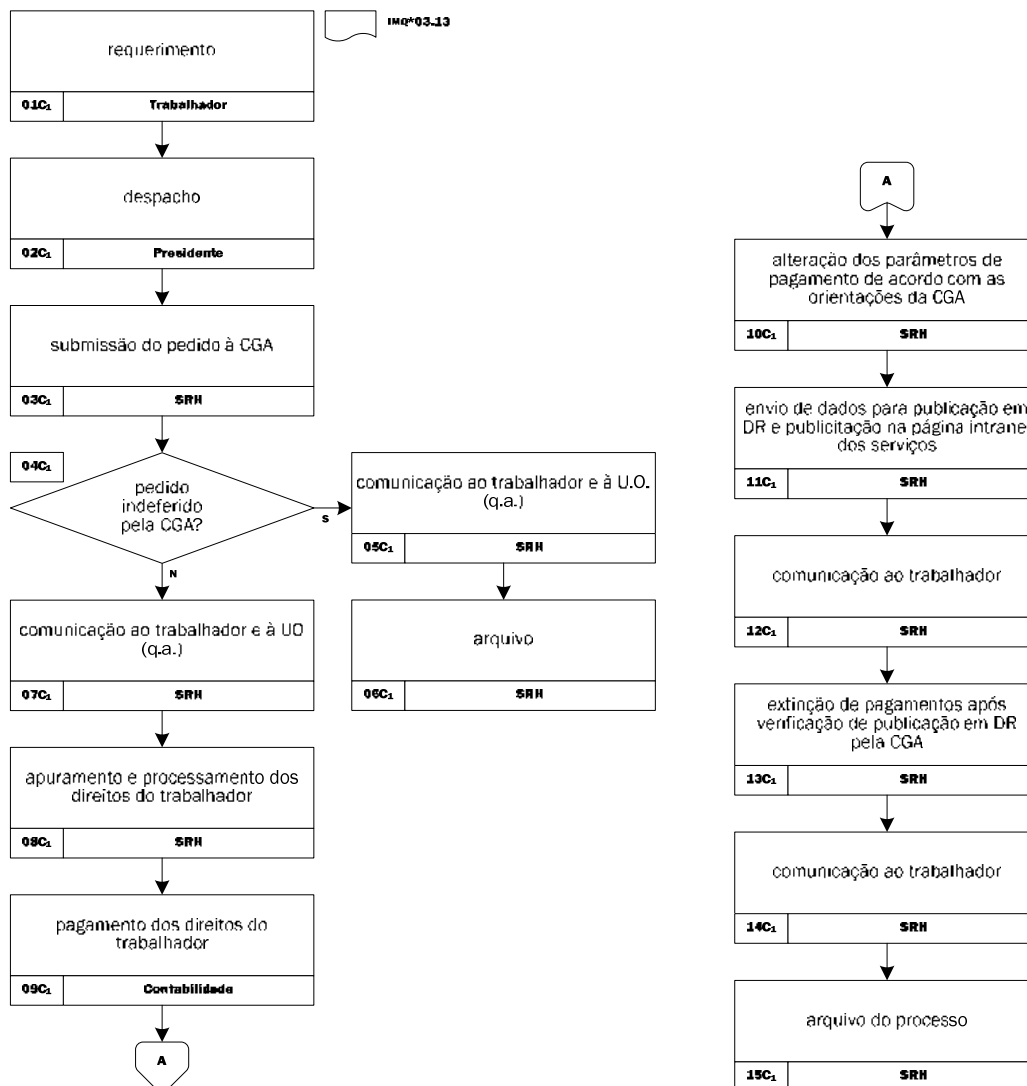 requerimento
01C₁ Trabalhador
IMQ*03.13
despacho
02C₁ Presidente
submissão do pedido à CGA
03C₁ SRH
04C₁
pedido
indeferido
pela CGA?
S
N
comunicação ao trabalhador e à U.O.
(q.a.)
05C₁ SRH
arquivo
06C₁ SRH
comunicação ao trabalhador e à UO
(q.a.)
07C₁ SRH
apuramento e processamento dos
direitos do trabalhador
08C₁ SRH
pagamento dos direitos do
trabalhador
09C₁ Contabilidade
A
A
alteração dos parâmetros de
pagamento de acordo com as
orientações da CGA
10C₁ SRH
envio de dados para publicação em
DR e publicitação na página intrane
dos serviços
11C₁ SRH
comunicação ao trabalhador
12C₁ SRH
extinção de pagamentos após
verificação de publicação em DR
pela CGA
13C₁ SRH
comunicação ao trabalhador
14C₁ SRH
arquivo do processo
15C₁ SRH